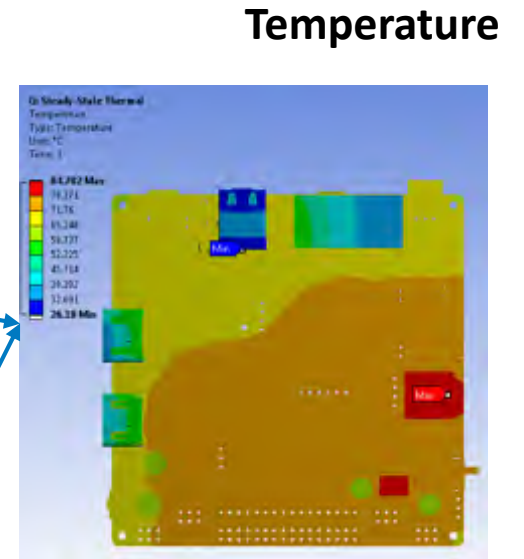 Temperature
G: Steady-State Thermal
Temperature
Type: Temperature
Unit: °C
Time: 1
84.782 Max
78.271
71.76
65.248
58.737
52.225
45.714
39.202
32.691
26.18 Min
Min
Max